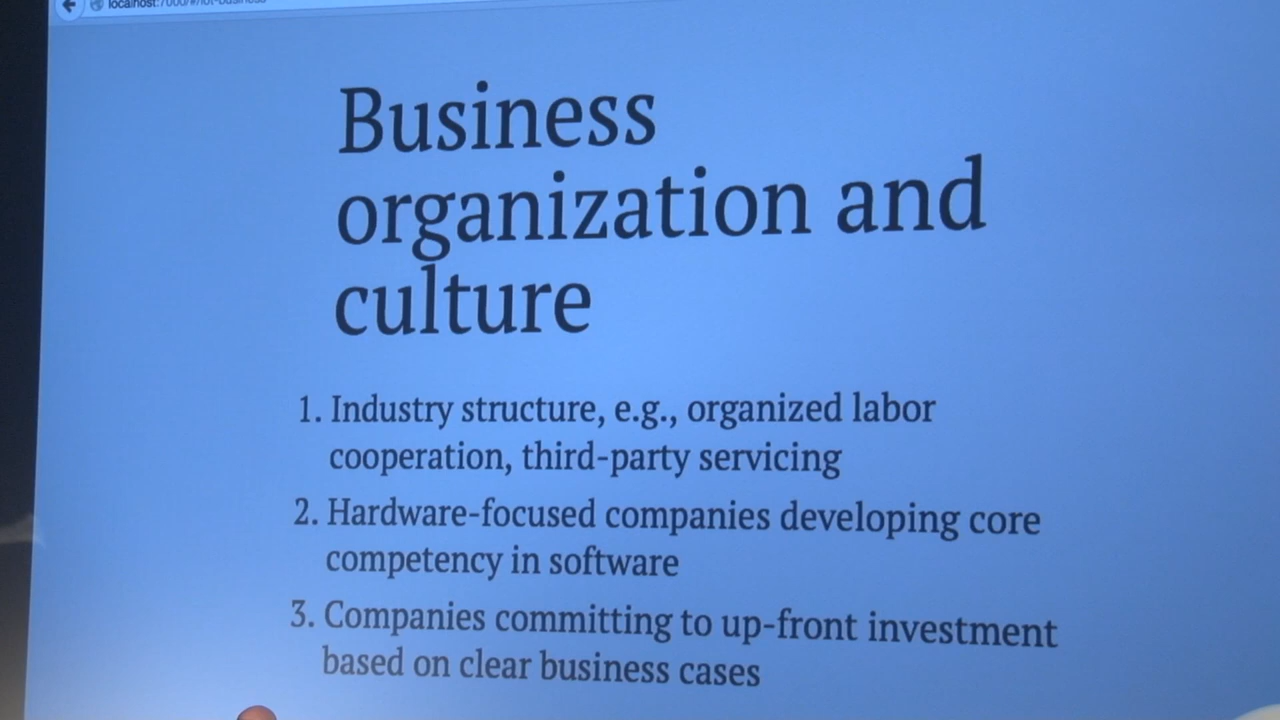 Business
organization and
culture
1. Industry structure, e.g., organized labor
cooperation, third-party servicing
2. Hardware-focused companies developing core
competency in software
3. Companies committing to up-front investment
based on clear business cases